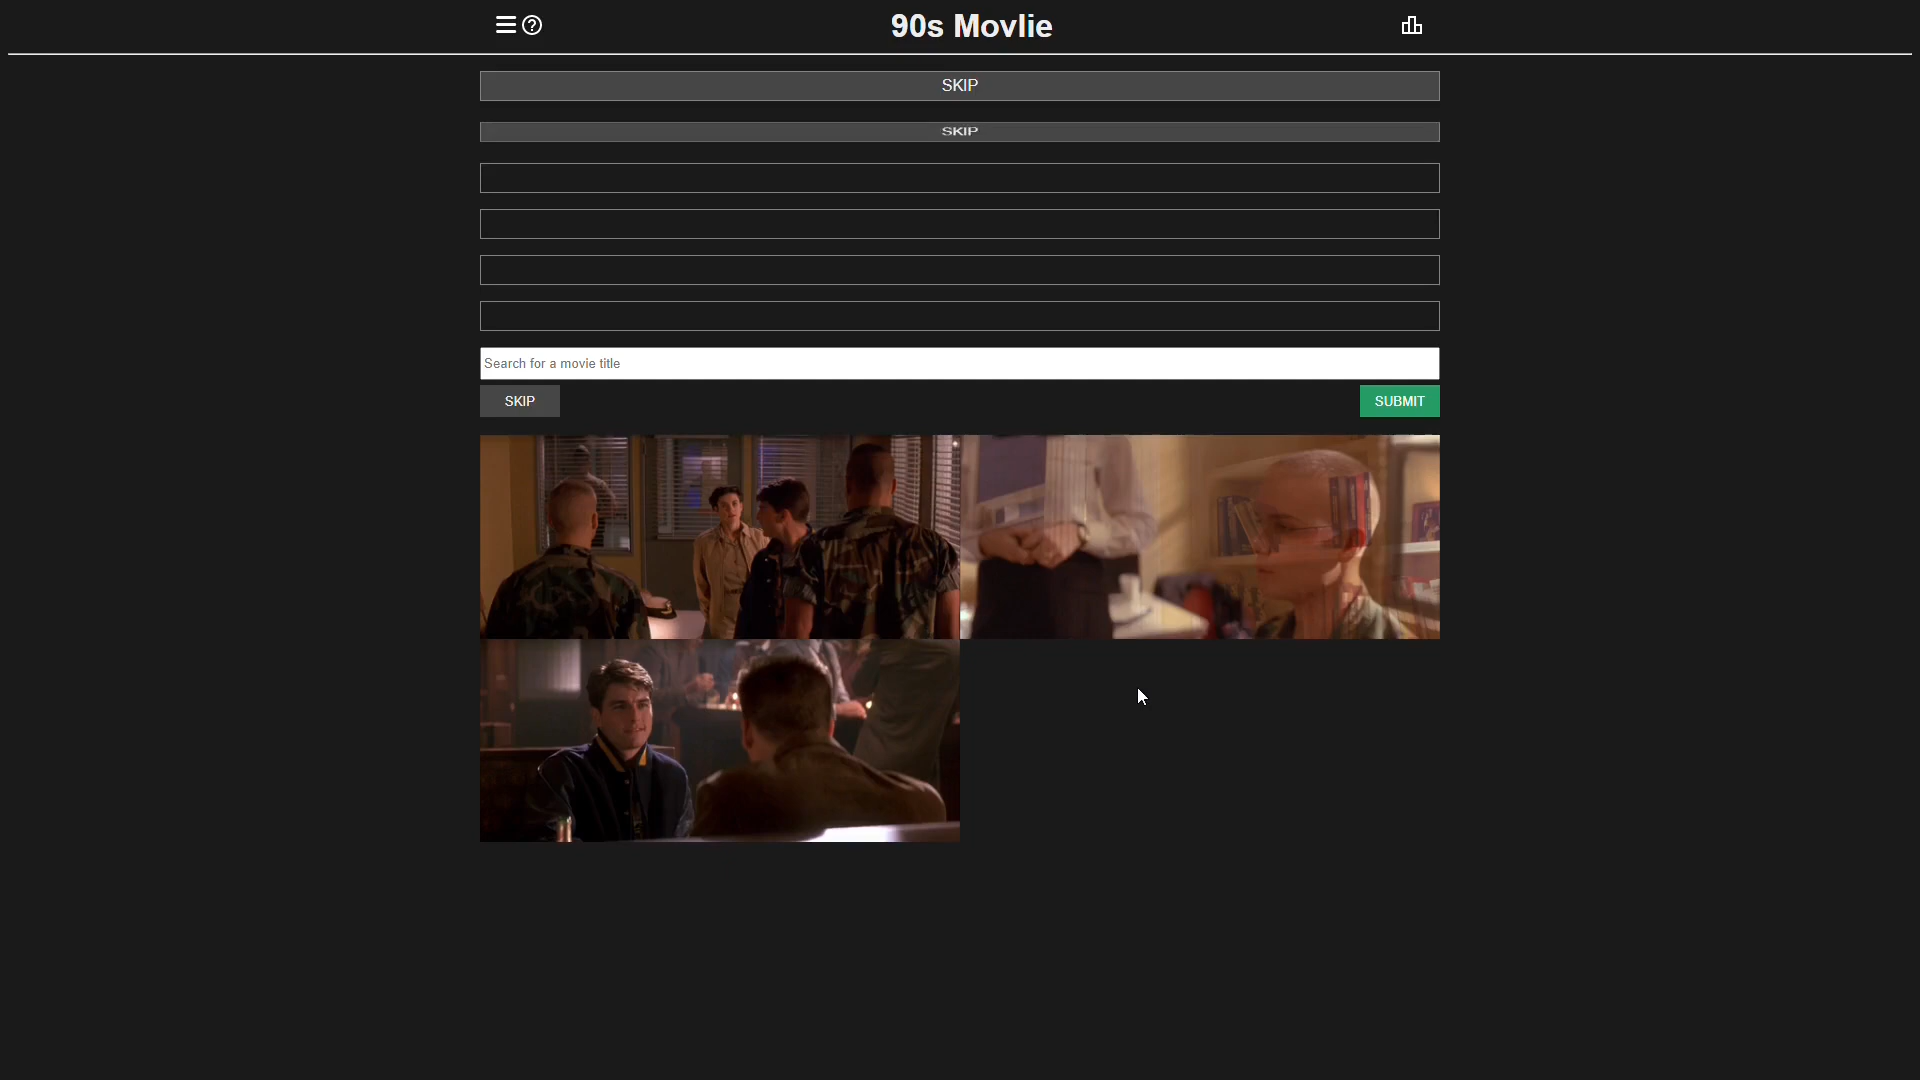 90s Movlie
SKIP
SKIP
Search for a movie title
SKIP
SUBMIT